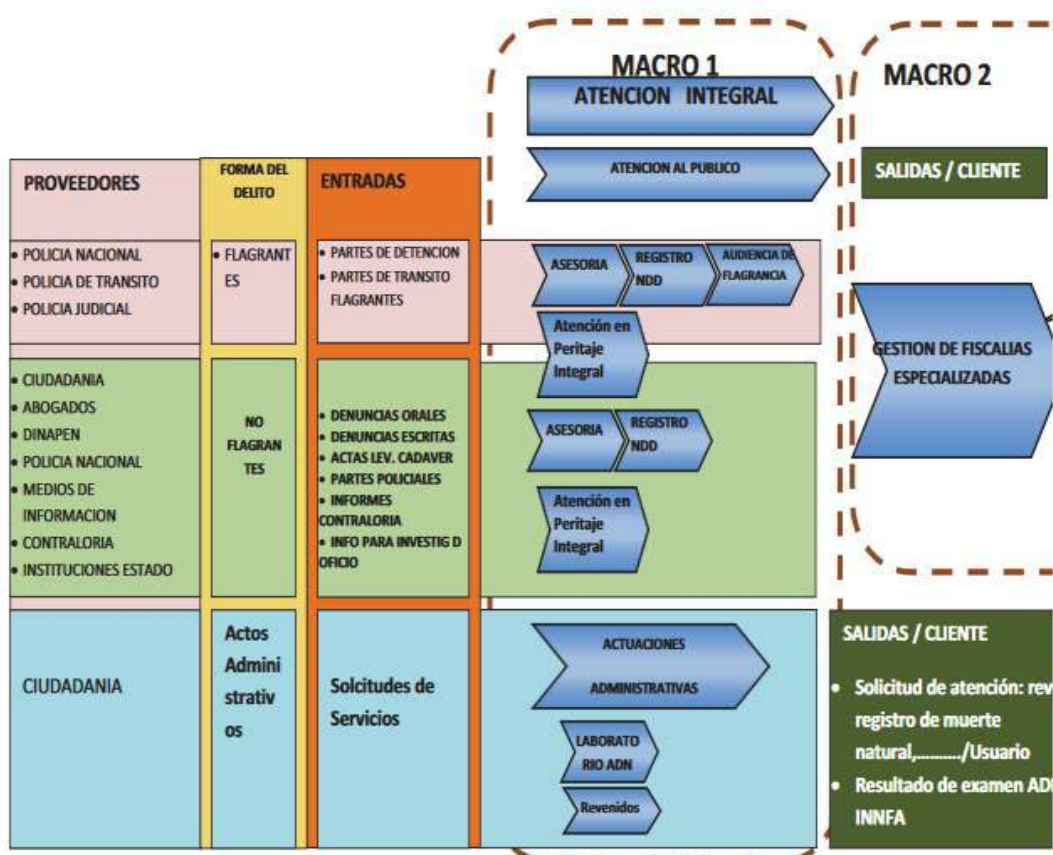 MACRO 1
ATENCION INTEGRAL
ATENCION AL PUBLICO
MACRO 2
SALIDAS / CLIENTE
PROVEEDORES
FORMA DEL
DELITO
ENTRADAS
• POLICIA NACIONAL
• POLICIA DE TRANSITO
• POLICIA JUDICIAL
• FLAGRANT
ES
• PARTES DE DETENCION
• PARTES DE TRANSITO
FLAGRANTES
ASESORIA
REGISTRO
NDD
AUDIENCIA DE
FLAGRANCIA
Atención en
Peritaje
Integral
GESTION DE FISCALIAS
ESPECIALIZADAS
• CIUDADANIA
• ABOGADOS
• DINAPEN
• POLICIA NACIONAL
• MEDIOS DE
INFORMACION
• CONTRALORIA
• INSTITUCIONES ESTADO
NO
FLAGRAN
TES
• DENUNCIAS ORALES
• DENUNCIAS ESCRITAS
• ACTAS LEV. CADAVER
• PARTES POLICIALES
• INFORMES
CONTRALORIA
• INFO PARA INVESTIG D
OFICIO
ASESORIA
REGISTRO
NDD
Atención en
Peritaje
Integral
CIUDADANIA
Actos
Admini
strativ
os
Solcitudes de
Servicios
ACTUACIONES
ADMINISTRATIVAS
LABORATO
RIO ADN
Revenidos
SALIDAS / CLIENTE
• Solicitud de atención: rev
registro de muerte
natural,........../Usuario
• Resultado de examen AD
INNFA